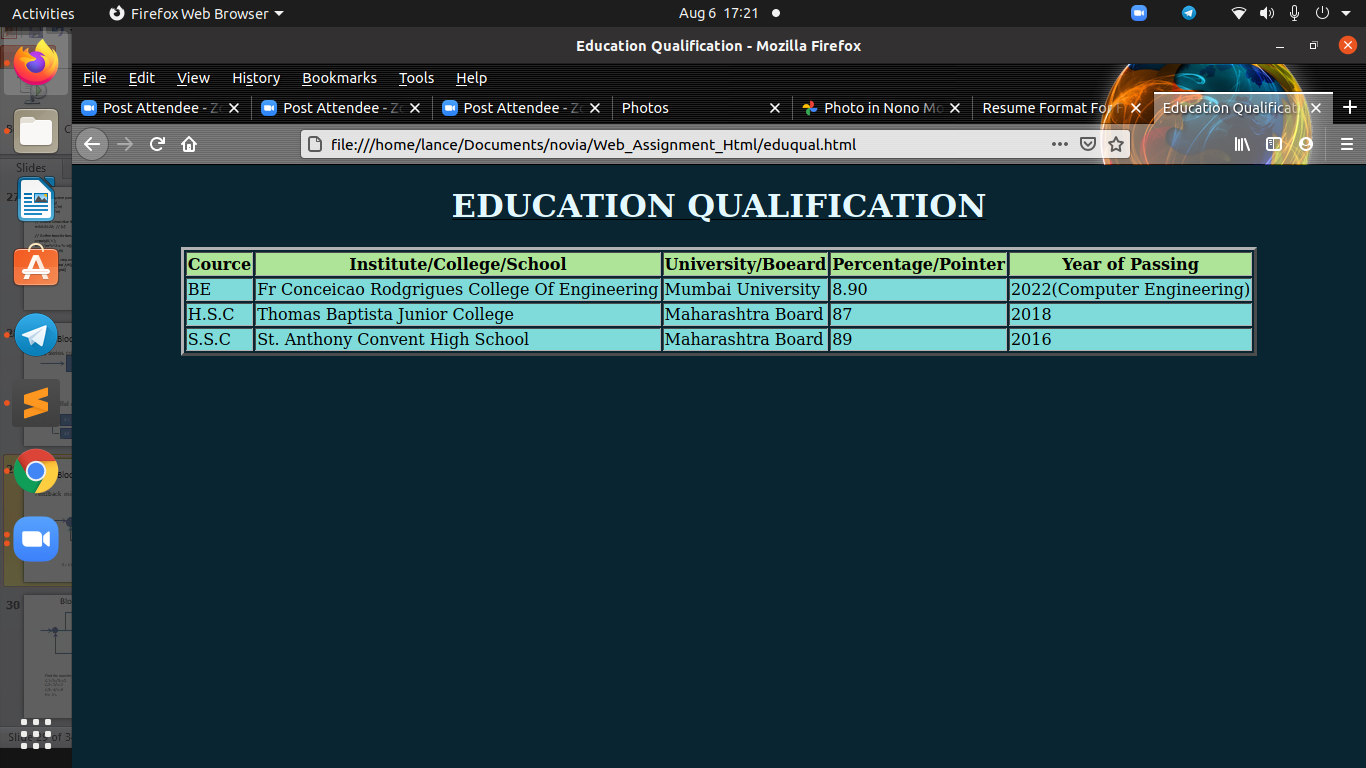 Activities Firefox Web Browser Aug 6 17:21
Education Qualification - Mozilla Firefox
File Edit View History Bookmarks Tools Help
Post Attendee - Zo Post Attendee - Zo Post Attendee - Zo Photos Photo in Nono Mo Resume Format For F Education Qualificati
file:///home/lance/Documents/novia/Web_Assignment_Html/eduqual.html
Slides
EDUCATION QUALIFICATION
Cource Institute/College/School University/Boeard Percentage/Pointer Year of Passing
BE Fr Conceicao Rodgrigues College Of Engineering Mumbai University 8.90 2022(Computer Engineering)
H.S.C Thomas Baptista Junior College Maharashtra Board 87 2018
S.S.C St. Anthony Convent High School Maharashtra Board 89 2016
30